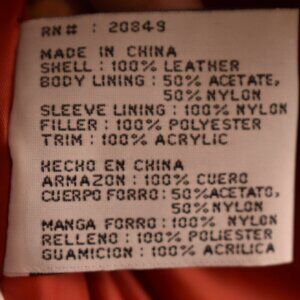 RN# : 20849
MADE IN CHINA
SHELL : 100% LEATHER
BODY LINING : 50% ACETATE,
50% NYLON
SLEEVE LINING : 100% NYLON
FILLER : 100% POLYESTER
TRIM : 100% ACRYLIC
HECHO EN CHINA
ARMAZON : 100% CUERO
CUERPO FORRO : 50% ACETATO,
50% NYLON
MANGA FORRO : 100% NYLON
RELLENO : 100% POLIESTER
GUAMICION : 100% ACRILICA